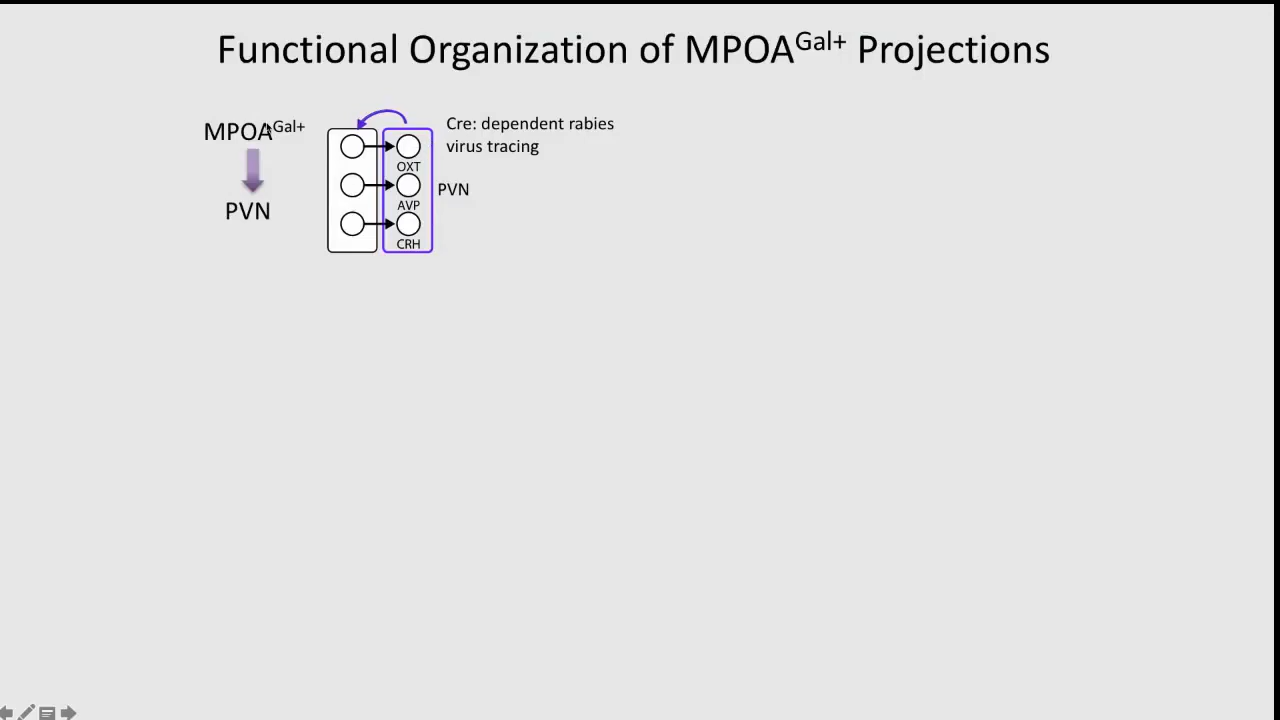 Functional Organization of MPOAGal+ Projections
MPOAGal+
PVN
Cre: dependent rabies
virus tracing
OXT
AVP
CRH
PVN